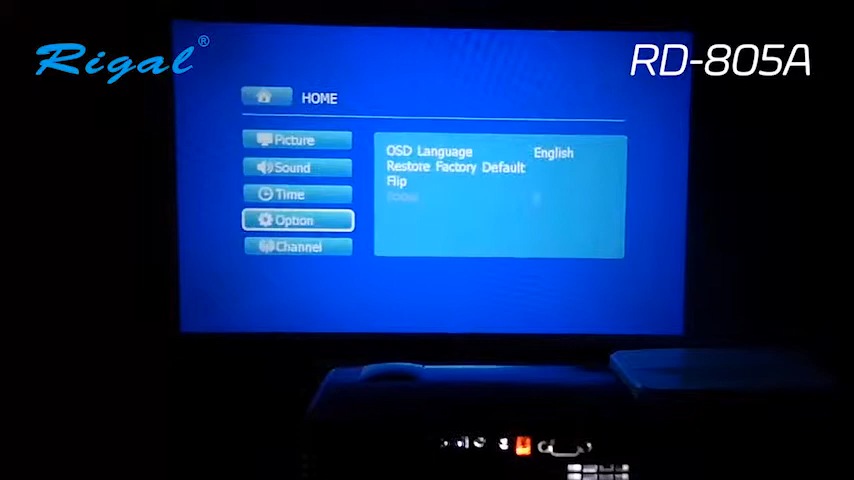 Rigal®
RD-805A
HOME
Picture
Sound
Time
Option
Channel
OSD Language English
Restore Factory Default
Flip